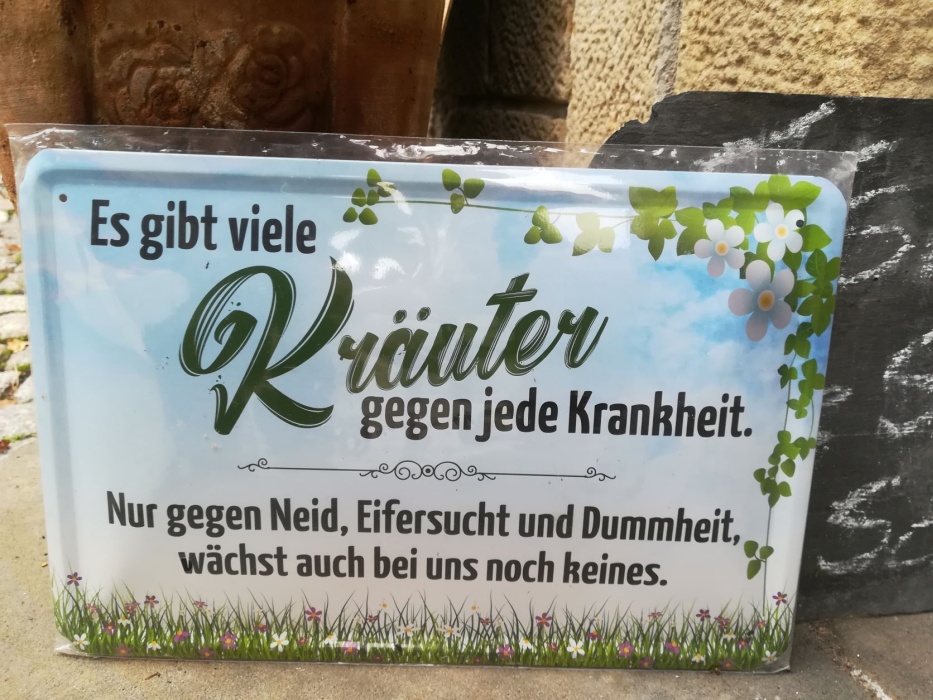 Es gibt viele
Kräuter
gegen jede Krankheit.
Nur gegen Neid, Eifersucht und Dummheit,
wächst auch bei uns noch keines.